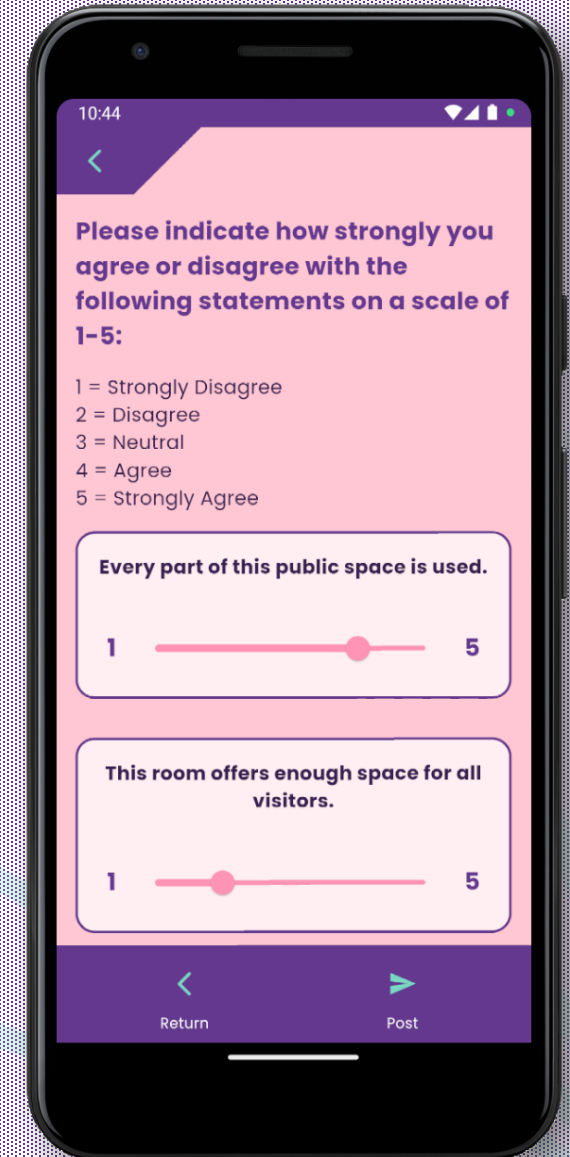 10:44
Please indicate how strongly you
agree or disagree with the
following statements on a scale of
1-5:
1 = Strongly Disagree
2 = Disagree
3 = Neutral
4 = Agree
5 = Strongly Agree
Every part of this public space is used.
1 5
This room offers enough space for all
visitors.
1 5
Return Post